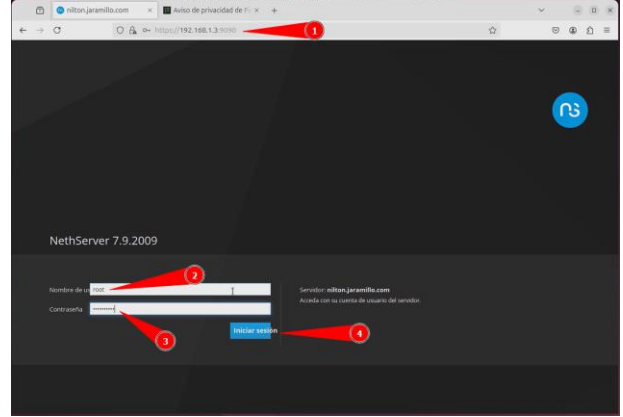 nilton.jaramillo.com
Aviso de privacidad de Fi
https://192.168.1.3:9090
1
ns
NethServer 7.9.2009
2
Nombre de us
root
Servidor: nilton.jaramillo.com
Acceda con su cuenta de usuario del servidor.
Contraseña
3
Iniciar sesión
4